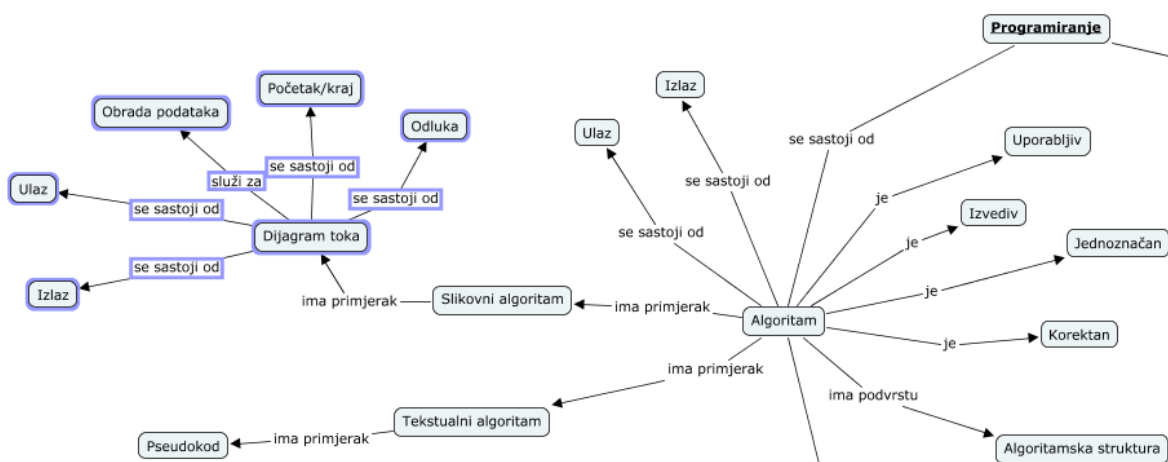 Programiranje
Izlaz
Početak/kraj
Obrada podataka
Odluka
Ulaz
se sastoji od
Uporabljiv
se sastoji od
služi za
se sastoji od
Ulaz
se sastoji od
je
se sastoji od
Izvediv
se sastoji od
Dijagram toka
je
Jednoznačan
se sastoji od
Izlaz
je
ima primjerak
Slikovni algoritam
ima primjerak
Algoritam
je
Korektan
ima primjerak
ima podvrstu
Tekstualni algoritam
Pseudokod
ima primjerak
Algoritamska struktura